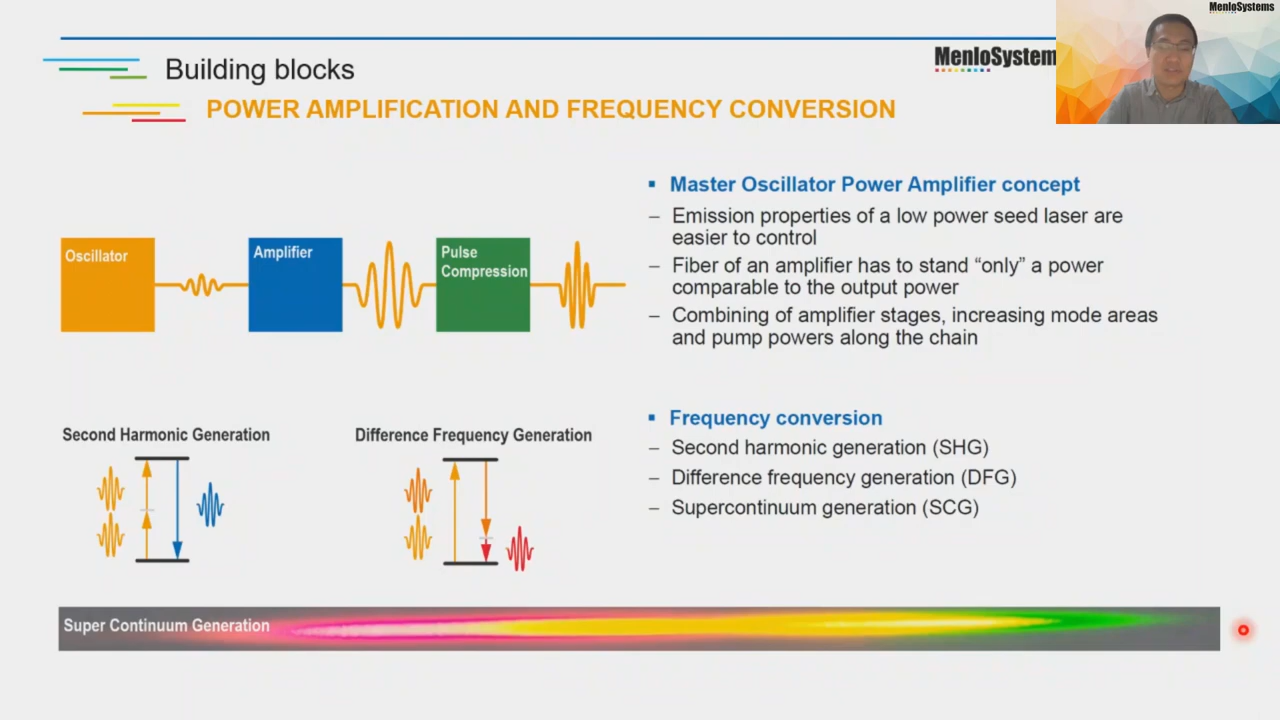 MenloSystems
Building blocks
MenloSystem
POWER AMPLIFICATION AND FREQUENCY CONVERSION
Oscillator
Amplifier
Pulse
Compression
▪ Master Oscillator Power Amplifier concept
– Emission properties of a low power seed laser are
easier to control
– Fiber of an amplifier has to stand “only” a power
comparable to the output power
– Combining of amplifier stages, increasing mode areas
and pump powers along the chain
Second Harmonic Generation
Difference Frequency Generation
▪ Frequency conversion
– Second harmonic generation (SHG)
– Difference frequency generation (DFG)
– Supercontinuum generation (SCG)
Super Continuum Generation